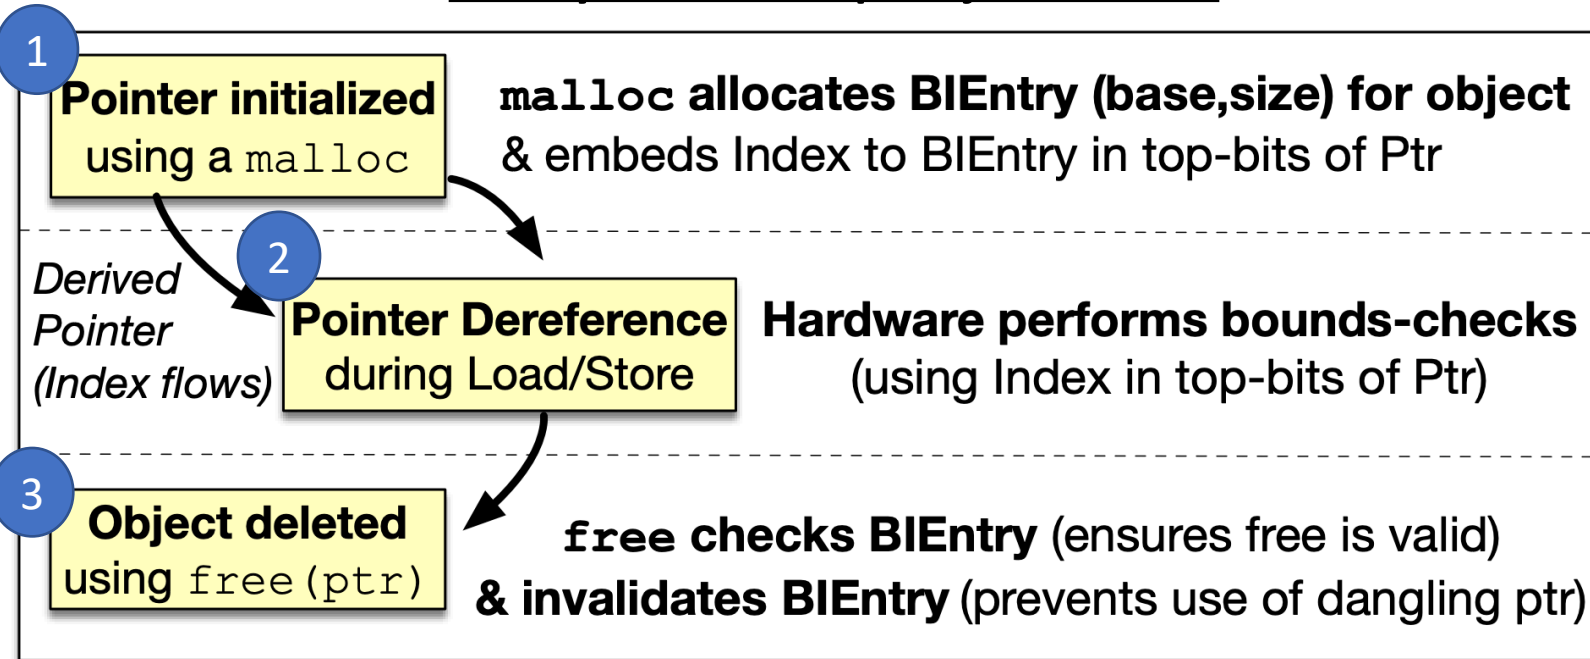 1
Pointer initialized
using a malloc
malloc allocates BIEntry (base,size) for object
& embeds Index to BIEntry in top-bits of Ptr
Derived
Pointer
(Index flows)
2
Pointer Dereference
during Load/Store
Hardware performs bounds-checks
(using Index in top-bits of Ptr)
3
Object deleted
using free(ptr)
free checks BIEntry (ensures free is valid)
& invalidates BIEntry (prevents use of dangling ptr)